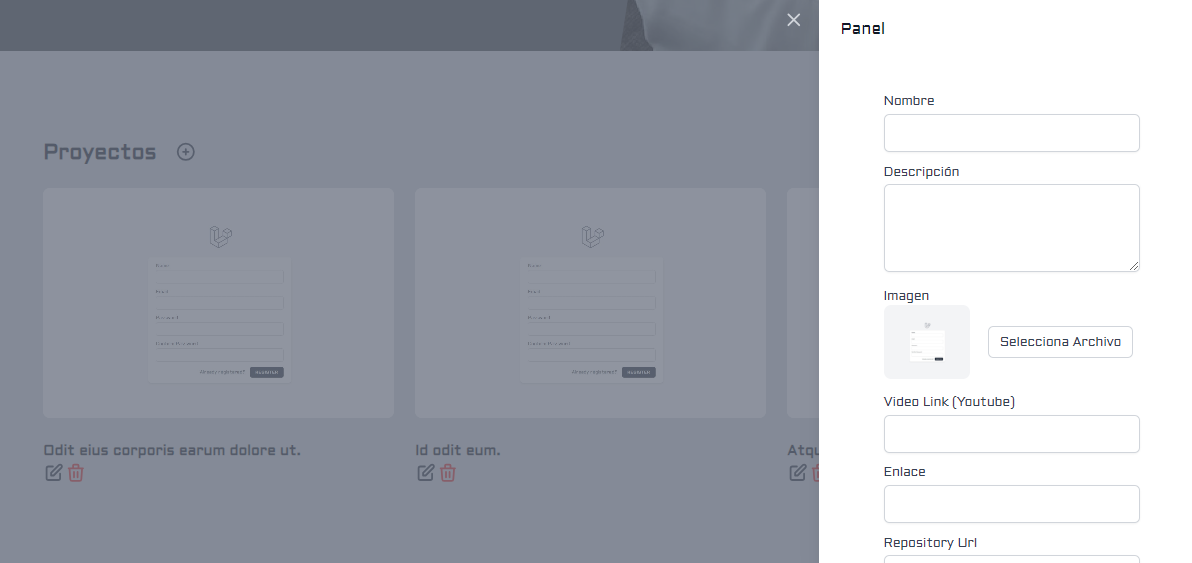 Panel
Nombre
Proyectos
Descripción
Name
Email
Password
Confirm Password
Already registered? REGISTER
Name
Email
Password
Confirm Password
Already registered? REGISTER
Imagen
Selecciona Archivo
Video Link (Youtube)
Odit eius corporis earum dolore ut.
Id odit eum.
Atqu
Enlace
Repository Url